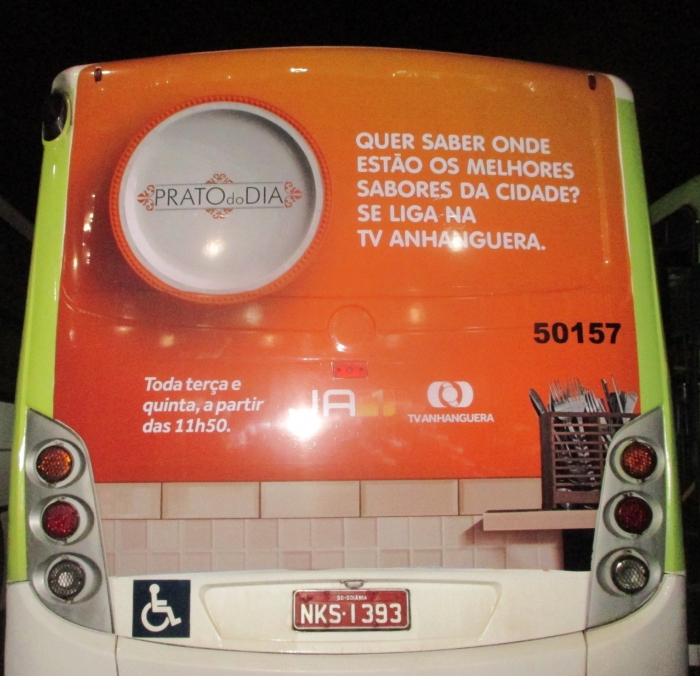 PRATO do DIA
QUER SABER ONDE
ESTÃO OS MELHORES
SABORES DA CIDADE?
SE LIGA NA
TV ANHANGUERA.
50157
Toda terça e
quinta, a partir
das 11h50.
JA1
TV ANHANGUERA
GO-GOIÂNIA
NKS·1393